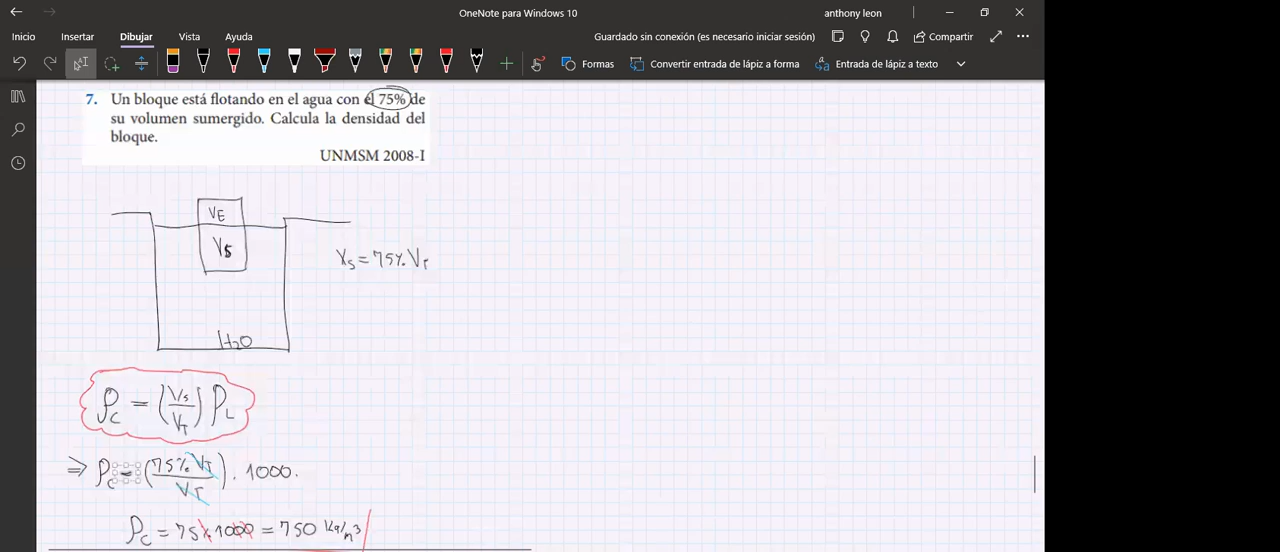 OneNote para Windows 10
anthony leon
Inicio Insertar Dibujar Vista Ayuda
Guardado sin conexión (es necesario iniciar sesión) Compartir
Formas Convertir entrada de lápiz a forma Entrada de lápiz a texto
7. Un bloque está flotando en el agua con el 75% de
su volumen sumergido. Calcula la densidad del
bloque.
UNMSM 2008-I
VE
VS
VS = 75% VT
H2O
ρC = (VS/VT) ρL
⇒ ρC = (75% VT/VT) . 1000.
ρC = 75% 1000 = 750 Kg/m³